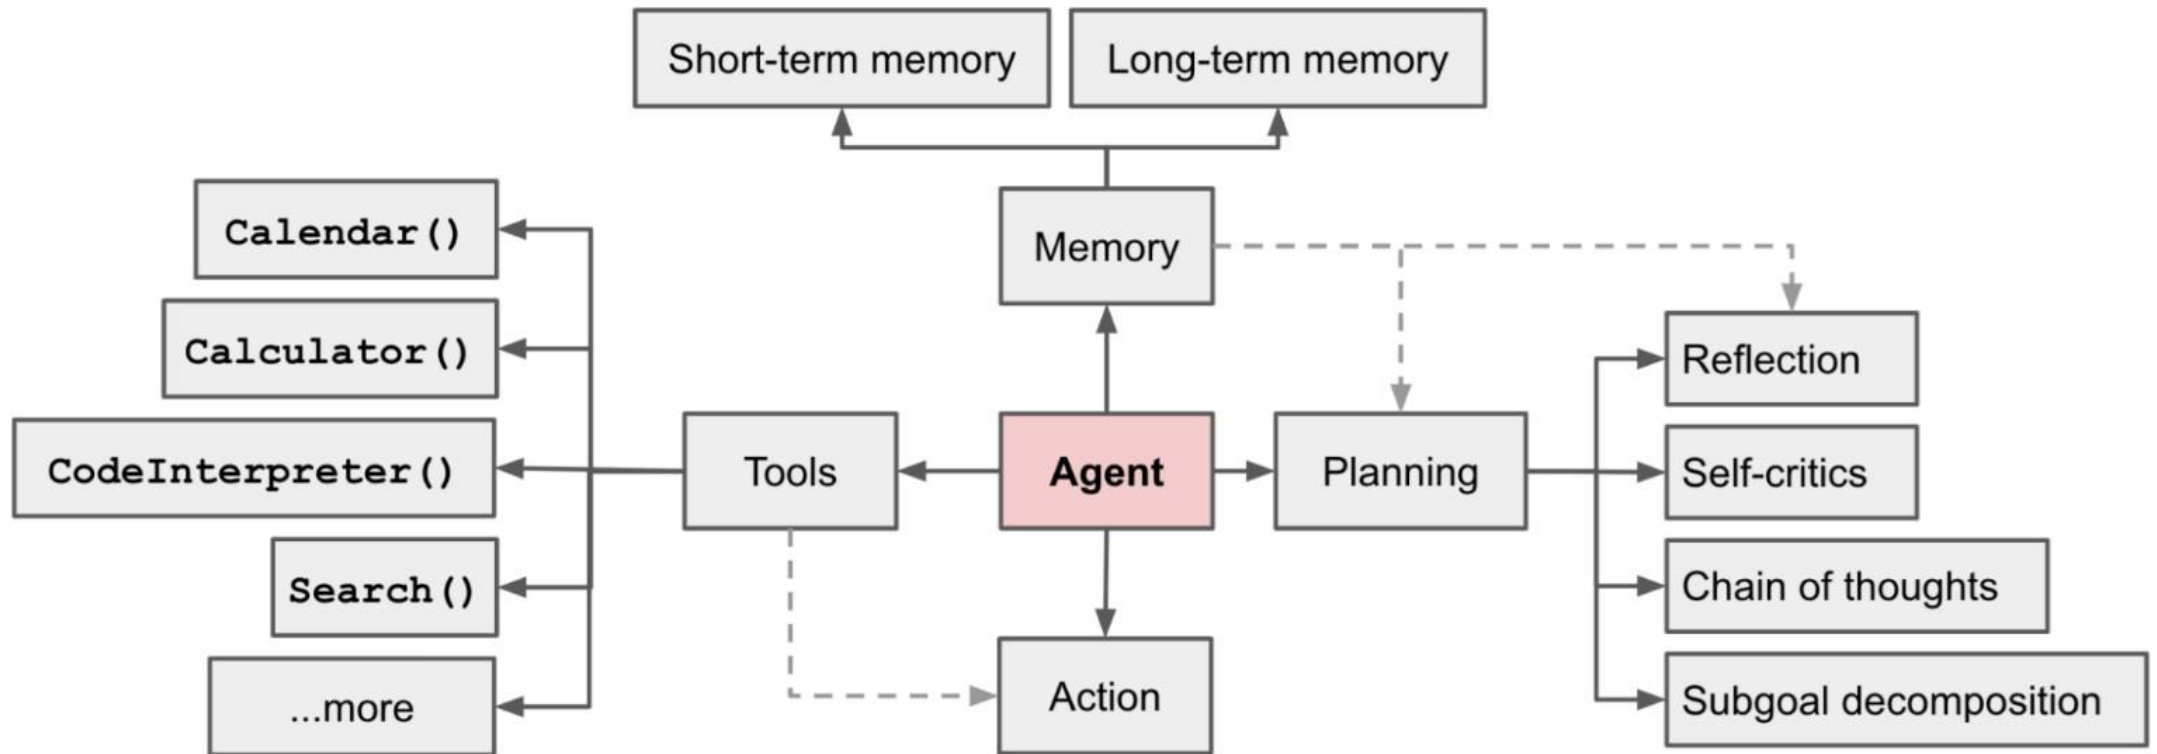 Short-term memory
Long-term memory
Calendar()
Memory
Calculator()
Reflection
CodeInterpreter()
Tools
Agent
Planning
Self-critics
Search()
Chain of thoughts
...more
Action
Subgoal decomposition